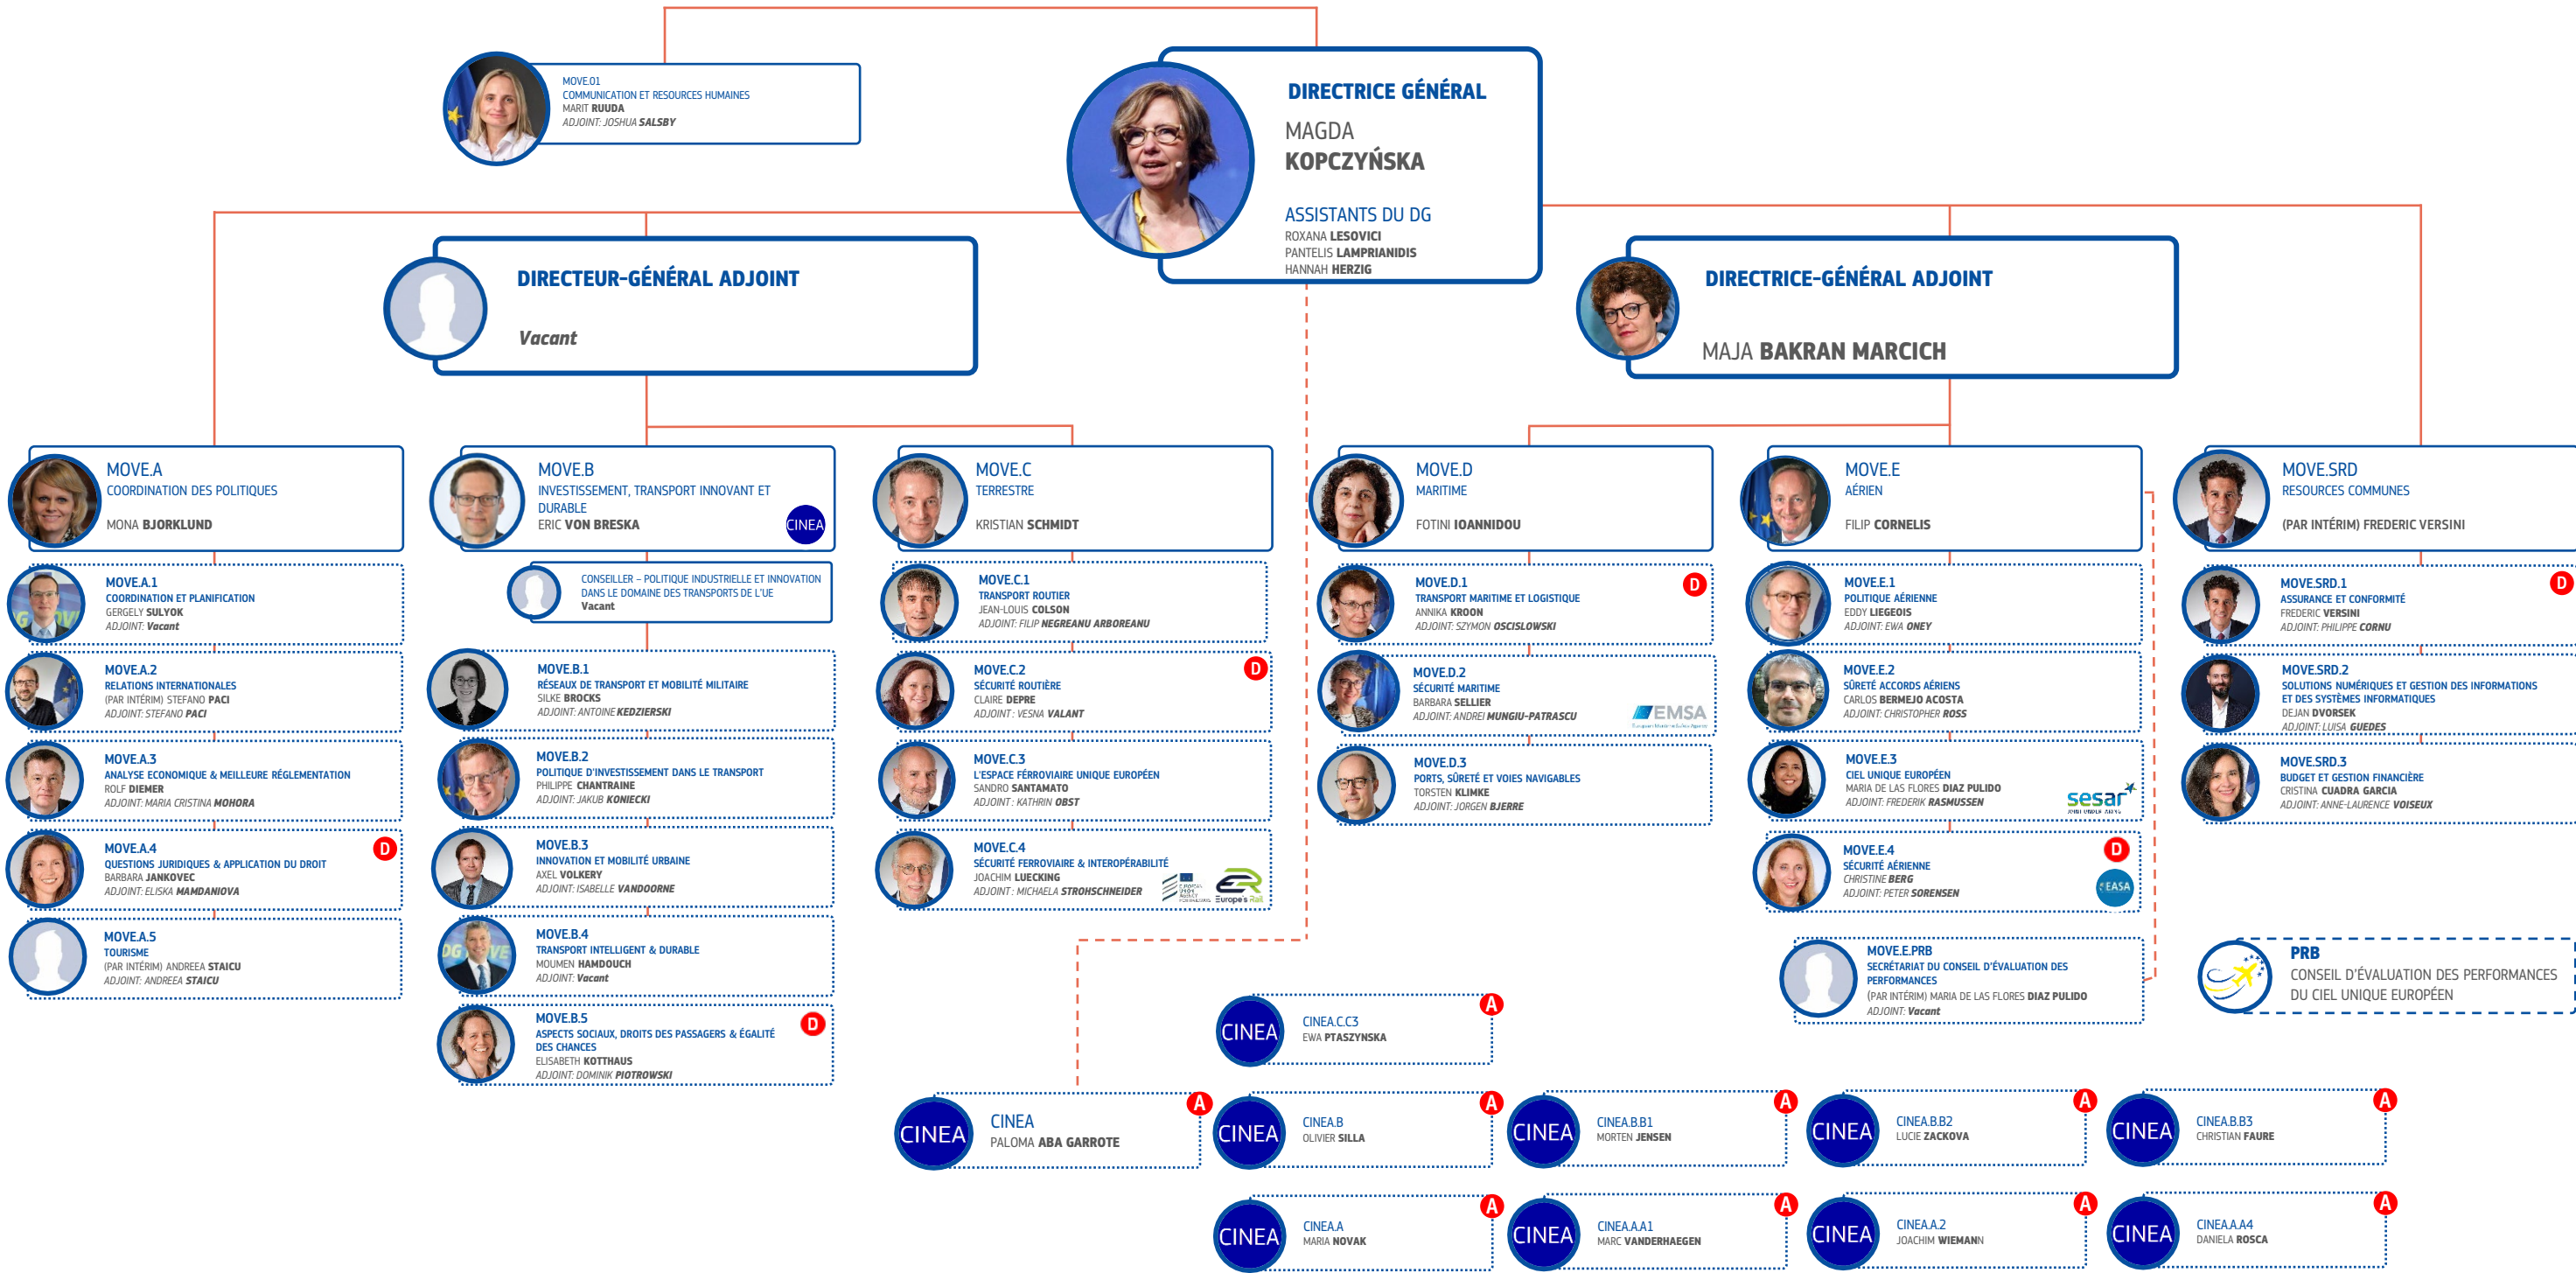 MOVE.01
COMMUNICATION ET RESOURCES HUMAINES
MARIT RUUDA
ADJOINT: JOSHUA SALSBY
DIRECTRICE GÉNÉRAL
MAGDA
KOPCZYŃSKA
ASSISTANTS DU DG
ROXANA LESOVICI
PANTELIS LAMPRIANIDIS
HANNAH HERZIG
DIRECTEUR-GÉNÉRAL ADJOINT
Vacant
DIRECTRICE-GÉNÉRAL ADJOINT
MAJA BAKRAN MARCICH
MOVE.A
COORDINATION DES POLITIQUES
MONA BJORKLUND
MOVE.A.1
COORDINATION ET PLANIFICATION
GERGELY SULYOK
ADJOINT: Vacant
MOVE.A.2
RELATIONS INTERNATIONALES
(PAR INTÉRIM) STEFANO PACI
ADJOINT: STEFANO PACI
MOVE.A.3
ANALYSE ECONOMIQUE & MEILLEURE RÉGLEMENTATION
ROLF DIEMER
ADJOINT: MARIA CRISTINA MOHORA
MOVE.A.4
QUESTIONS JURIDIQUES & APPLICATION DU DROIT
BARBARA JANKOVEC
ADJOINT: ELISKA MAMDANIOVA
D
MOVE.A.5
TOURISME
(PAR INTÉRIM) ANDREEA STAICU
ADJOINT: ANDREEA STAICU
MOVE.B
INVESTISSEMENT, TRANSPORT INNOVANT ET
DURABLE
ERIC VON BRESKA
CINEA
CONSEILLER – POLITIQUE INDUSTRIELLE ET INNOVATION
DANS LE DOMAINE DES TRANSPORTS DE L'UE
Vacant
MOVE.B.1
RÉSEAUX DE TRANSPORT ET MOBILITÉ MILITAIRE
SILKE BROCKS
ADJOINT: ANTOINE KEDZIERSKI
MOVE.B.2
POLITIQUE D'INVESTISSEMENT DANS LE TRANSPORT
PHILIPPE CHANTRAINE
ADJOINT: JAKUB KONIECKI
MOVE.B.3
INNOVATION ET MOBILITÉ URBAINE
AXEL VOLKERY
ADJOINT: ISABELLE VANDOORNE
MOVE.B.4
TRANSPORT INTELLIGENT & DURABLE
MOUMEN HAMDOUCH
ADJOINT: Vacant
MOVE.B.5
ASPECTS SOCIAUX, DROITS DES PASSAGERS & ÉGALITÉ
DES CHANCES
ELISABETH KOTTHAUS
ADJOINT: DOMINIK PIOTROWSKI
D
MOVE.C
TERRESTRE
KRISTIAN SCHMIDT
MOVE.C.1
TRANSPORT ROUTIER
JEAN-LOUIS COLSON
ADJOINT: FILIP NEGREANU ARBOREANU
MOVE.C.2
SÉCURITÉ ROUTIÈRE
CLAIRE DEPRE
ADJOINT : VESNA VALANT
D
MOVE.C.3
L'ESPACE FÉRROVIAIRE UNIQUE EUROPÉEN
SANDRO SANTAMATO
ADJOINT : KATHRIN OBST
MOVE.C.4
SÉCURITÉ FERROVIAIRE & INTEROPÉRABILITÉ
JOACHIM LUECKING
ADJOINT : MICHAELA STROHSCHNEIDER
Europe's Rail
MOVE.D
MARITIME
FOTINI IOANNIDOU
MOVE.D.1
TRANSPORT MARITIME ET LOGISTIQUE
ANNIKA KROON
ADJOINT: SZYMON OSCISLOWSKI
D
MOVE.D.2
SÉCURITÉ MARITIME
BARBARA SELLIER
ADJOINT: ANDREI MUNGIU-PATRASCU
EMSA
European Maritime Safety Agency
MOVE.D.3
PORTS, SÛRETÉ ET VOIES NAVIGABLES
TORSTEN KLIMKE
ADJOINT: JORGEN BJERRE
MOVE.E
AÉRIEN
FILIP CORNELIS
MOVE.E.1
POLITIQUE AÉRIENNE
EDDY LIEGEOIS
ADJOINT: EWA ONEY
MOVE.E.2
SÛRETÉ ACCORDS AÉRIENS
CARLOS BERMEJO ACOSTA
ADJOINT: CHRISTOPHER ROSS
MOVE.E.3
CIEL UNIQUE EUROPÉEN
MARIA DE LAS FLORES DIAZ PULIDO
ADJOINT: FREDERIK RASMUSSEN
sesar
MOVE.E.4
SÉCURITÉ AÉRIENNE
CHRISTINE BERG
ADJOINT: PETER SORENSEN
D
EASA
MOVE.E.PRB
SECRÉTARIAT DU CONSEIL D'ÉVALUATION DES
PERFORMANCES
(PAR INTÉRIM) MARIA DE LAS FLORES DIAZ PULIDO
ADJOINT: Vacant
MOVE.SRD
RESOURCES COMMUNES
(PAR INTÉRIM) FREDERIC VERSINI
MOVE.SRD.1
ASSURANCE ET CONFORMITÉ
FREDERIC VERSINI
ADJOINT: PHILIPPE CORNU
D
MOVE.SRD.2
SOLUTIONS NUMÉRIQUES ET GESTION DES INFORMATIONS
ET DES SYSTÈMES INFORMATIQUES
DEJAN DVORSEK
ADJOINT: LUISA GUEDES
MOVE.SRD.3
BUDGET ET GESTION FINANCIÈRE
CRISTINA CUADRA GARCIA
ADJOINT: ANNE-LAURENCE VOISEUX
PRB
CONSEIL D'ÉVALUATION DES PERFORMANCES
DU CIEL UNIQUE EUROPÉEN
CINEA
CINEA.C.C3
EWA PTASZYNSKA
A
CINEA
CINEA
PALOMA ABA GARROTE
A
CINEA
CINEA.B
OLIVIER SILLA
A
CINEA
CINEA.B.B1
MORTEN JENSEN
A
CINEA
CINEA.B.B2
LUCIE ZACKOVA
A
CINEA
CINEA.B.B3
CHRISTIAN FAURE
A
CINEA
CINEA.A
MARIA NOVAK
A
CINEA
CINEA.A.A1
MARC VANDERHAEGEN
A
CINEA
CINEA.A.2
JOACHIM WIEMANN
A
CINEA
CINEA.A.A4
DANIELA ROSCA
A